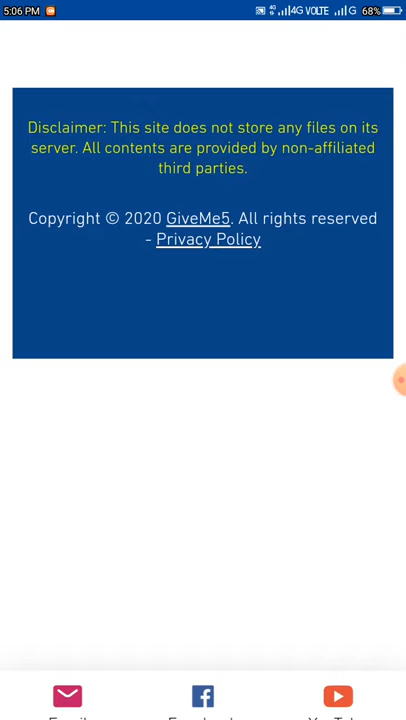 5:06 PM 4G 4G VOLTE G 68%
Disclaimer: This site does not store any files on its
server. All contents are provided by non-affiliated
third parties.
Copyright © 2020 GiveMe5. All rights reserved
- Privacy Policy